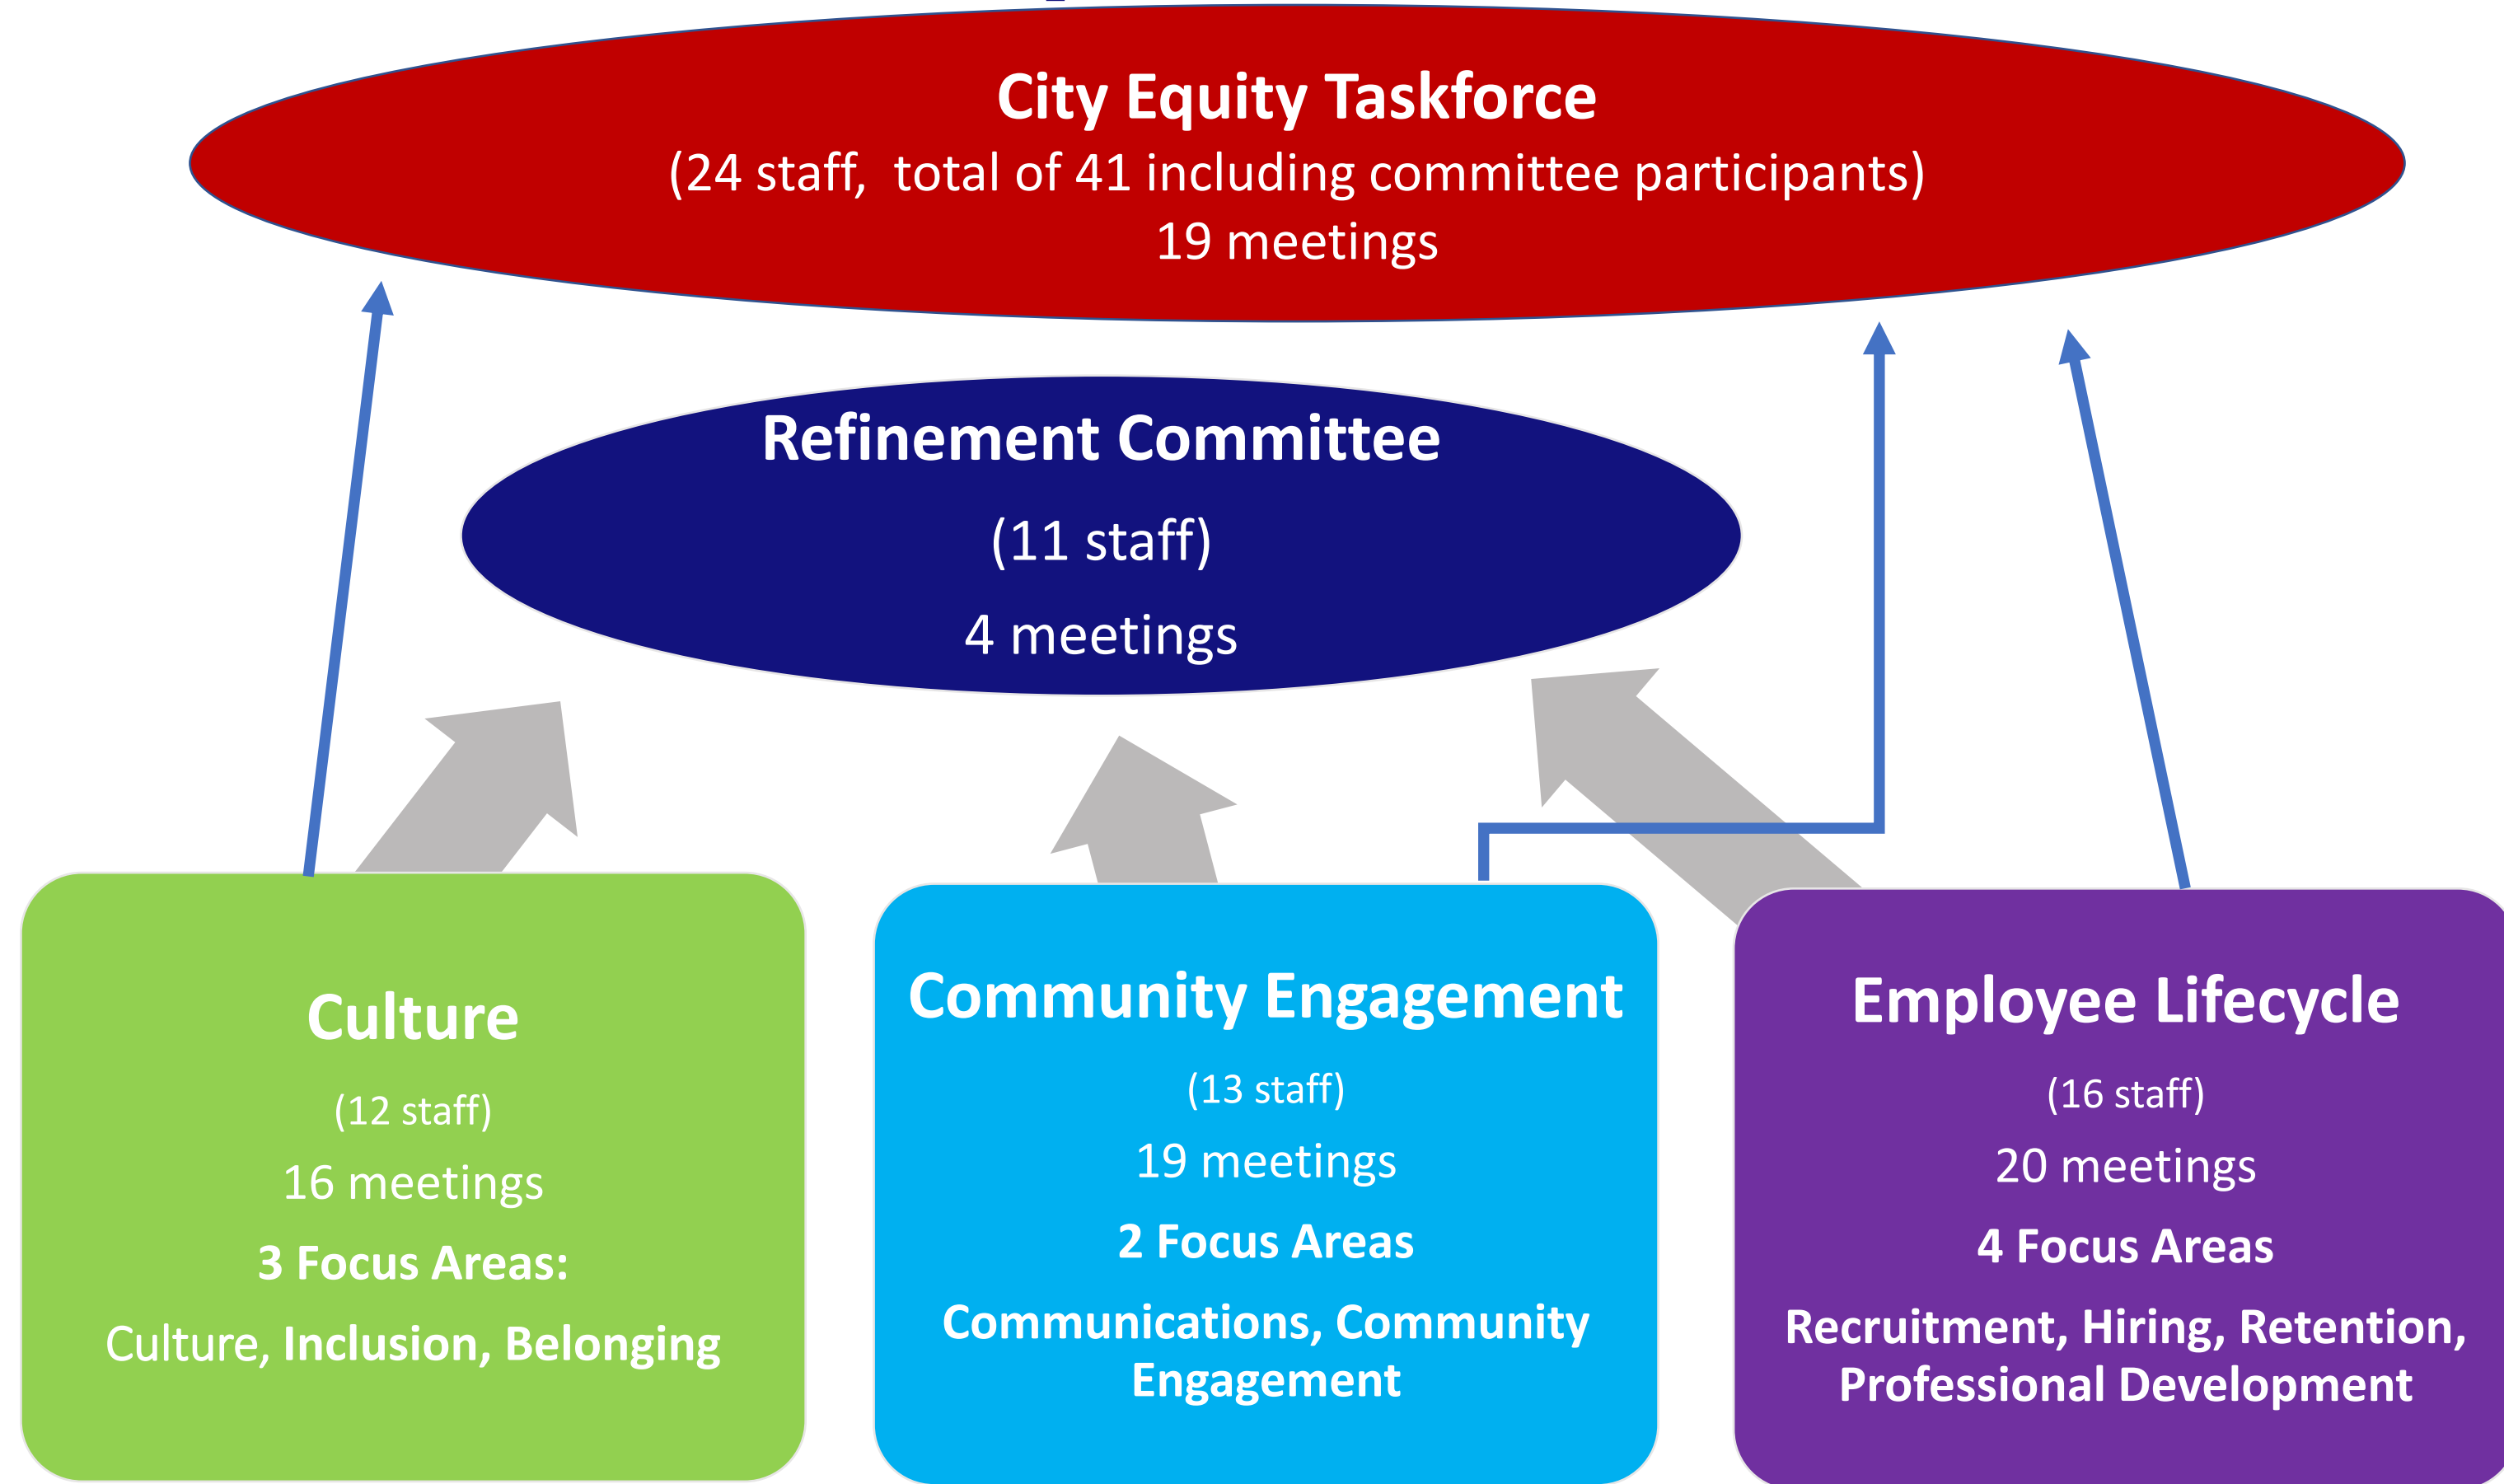 City Equity Taskforce
(24 staff,  total of 41 including committee participants)
19 meetings
Refinement Committee
(11 staff)
4 meetings
Culture
(12 staff)
16 meetings
3 Focus Areas:
Culture, Inclusion, Belonging
Community Engagement
(13 staff)
19 meetings
2 Focus Areas
Communications, Community
Engagement
Employee Lifecycle
(16 staff)
20 meetings
4 Focus Areas
Recruitment, Hiring, Retention,
Professional Development